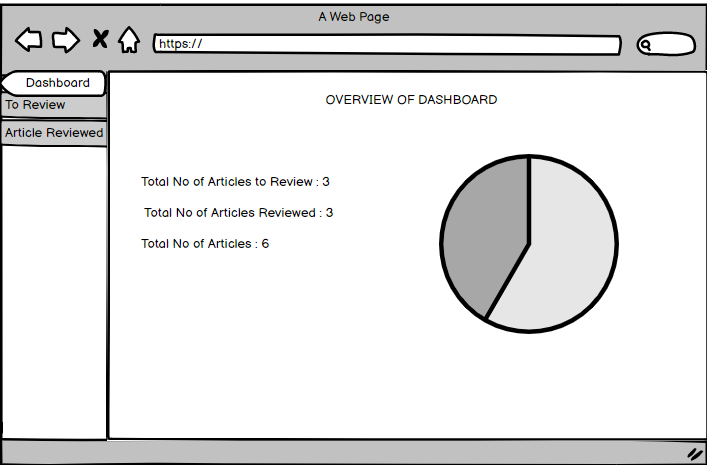 A Web Page
https://
Dashboard
To Review
Article Reviewed
OVERVIEW OF DASHBOARD
Total No of Articles to Review : 3
Total No of Articles Reviewed : 3
Total No of Articles : 6